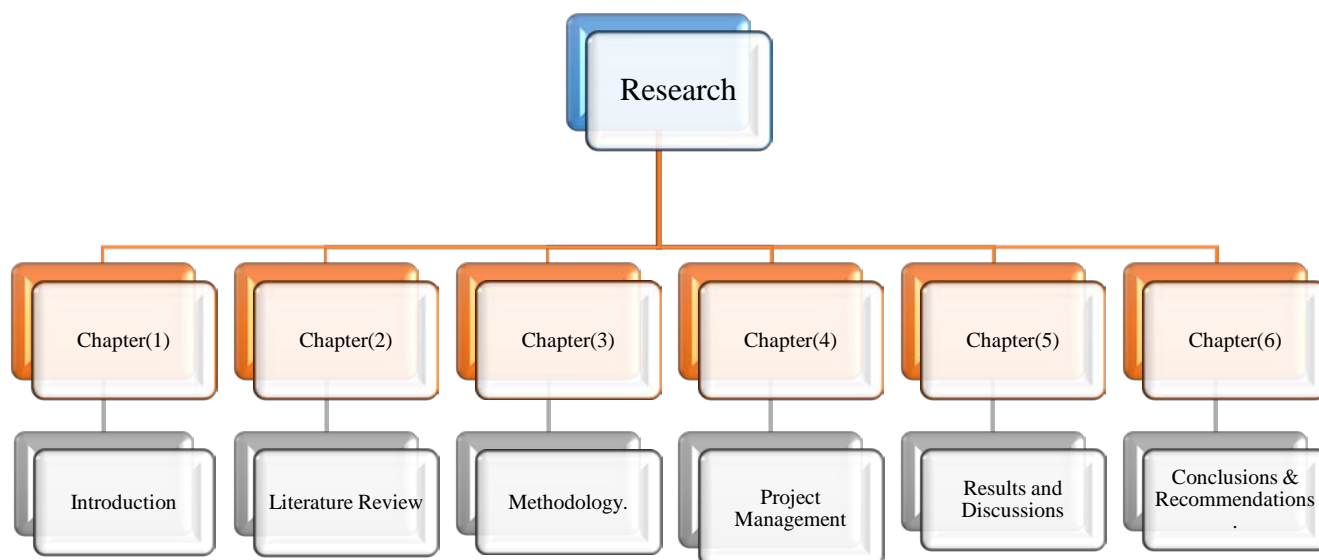 Research
Chapter(1)
Chapter(2)
Chapter(3)
Chapter(4)
Chapter(5)
Chapter(6)
Introduction
Literature Review
Methodology.
Project
Management
Results and
Discussions
Conclusions &
Recommendations
.